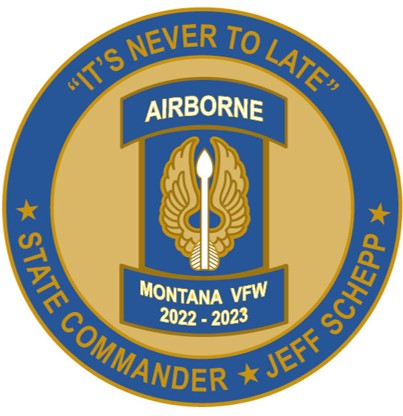 "IT'S NEVER TO LATE"
AIRBORNE
MONTANA VFW
2022 - 2023
STATE COMMANDER ★ JEFF SCHEPP